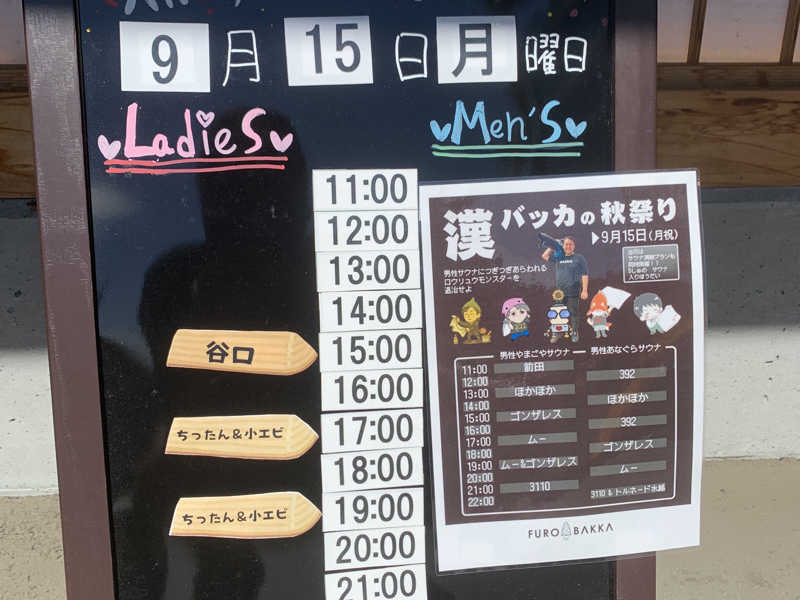 9月 15日 月曜日
Ladies
Men's
11:00
12:00
13:00
14:00
15:00
16:00
17:00
18:00
19:00
20:00
21:00
谷口
ちったん&小エビ
ちったん&小エビ
漢 バッカの秋祭り
▶9月15日(月祝)
男性サウナにつぎつぎあらわれる
ロウリュウモンスターを
退治せよ
男性やまごやサウナ 男性あなぐらサウナ
11:00 前田
12:00 392
13:00 ほかほか
14:00 ほかほか
15:00 ゴンザレス
16:00 392
17:00 ムー
18:00 ゴンザレス
19:00 ムー&ゴンザレス
20:00 ムー
21:00 3110
22:00 3110 & トルネード水越
FURO BAKKA